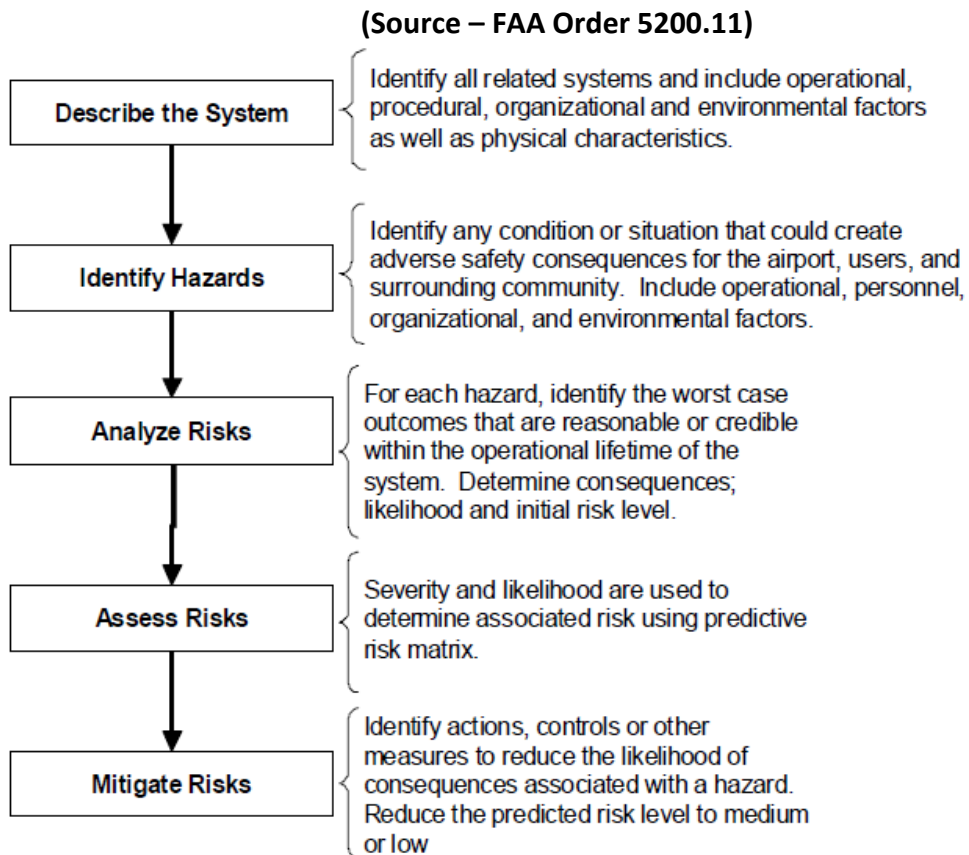 (Source – FAA Order 5200.11)
Describe the System
Identify all related systems and include operational,
procedural, organizational and environmental factors
as well as physical characteristics.
Identify Hazards
Identify any condition or situation that could create
adverse safety consequences for the airport, users, and
surrounding community.  Include operational, personnel,
organizational, and environmental factors.
Analyze Risks
For each hazard, identify the worst case
outcomes that are reasonable or credible
within the operational lifetime of the
system.  Determine consequences;
likelihood and initial risk level.
Assess Risks
Severity and likelihood are used to
determine associated risk using predictive
risk matrix.
Mitigate Risks
Identify actions, controls or other
measures to reduce the likelihood of
consequences associated with a hazard.
Reduce the predicted risk level to medium
or low